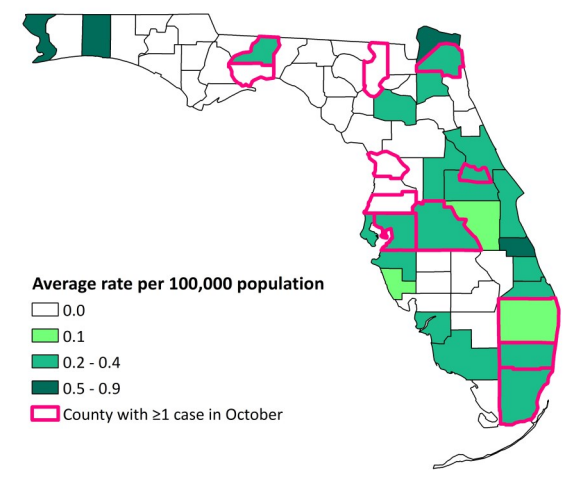 Average rate per 100,000 population
0.0
0.1
0.2 - 0.4
0.5 - 0.9
County with ≥1 case in October